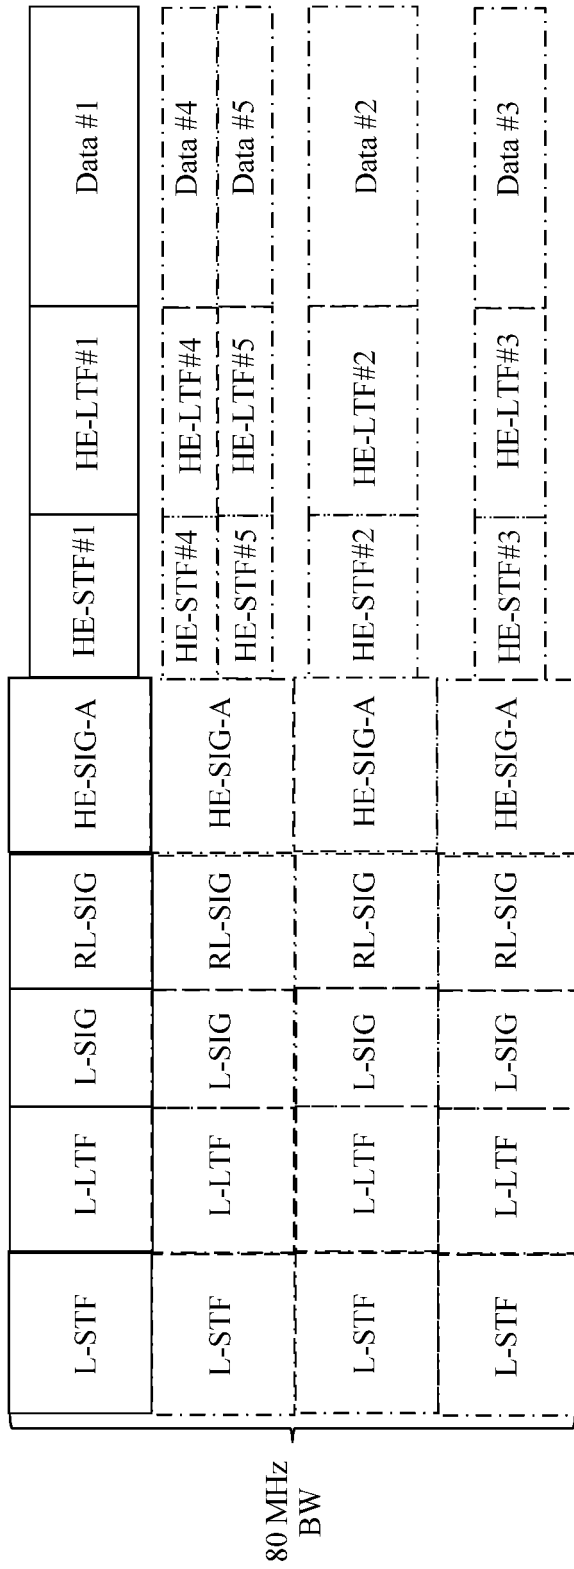 80 MHz
BW
L-STF
L-LTF
L-SIG
RL-SIG
HE-SIG-A
HE-STF#1
HE-LTF#1
Data #1
L-STF
L-LTF
L-SIG
RL-SIG
HE-SIG-A
HE-STF#4
HE-LTF#4
Data #4
HE-STF#5
HE-LTF#5
Data #5
L-STF
L-LTF
L-SIG
RL-SIG
HE-SIG-A
HE-STF#2
HE-LTF#2
Data #2
L-STF
L-LTF
L-SIG
RL-SIG
HE-SIG-A
HE-STF#3
HE-LTF#3
Data #3